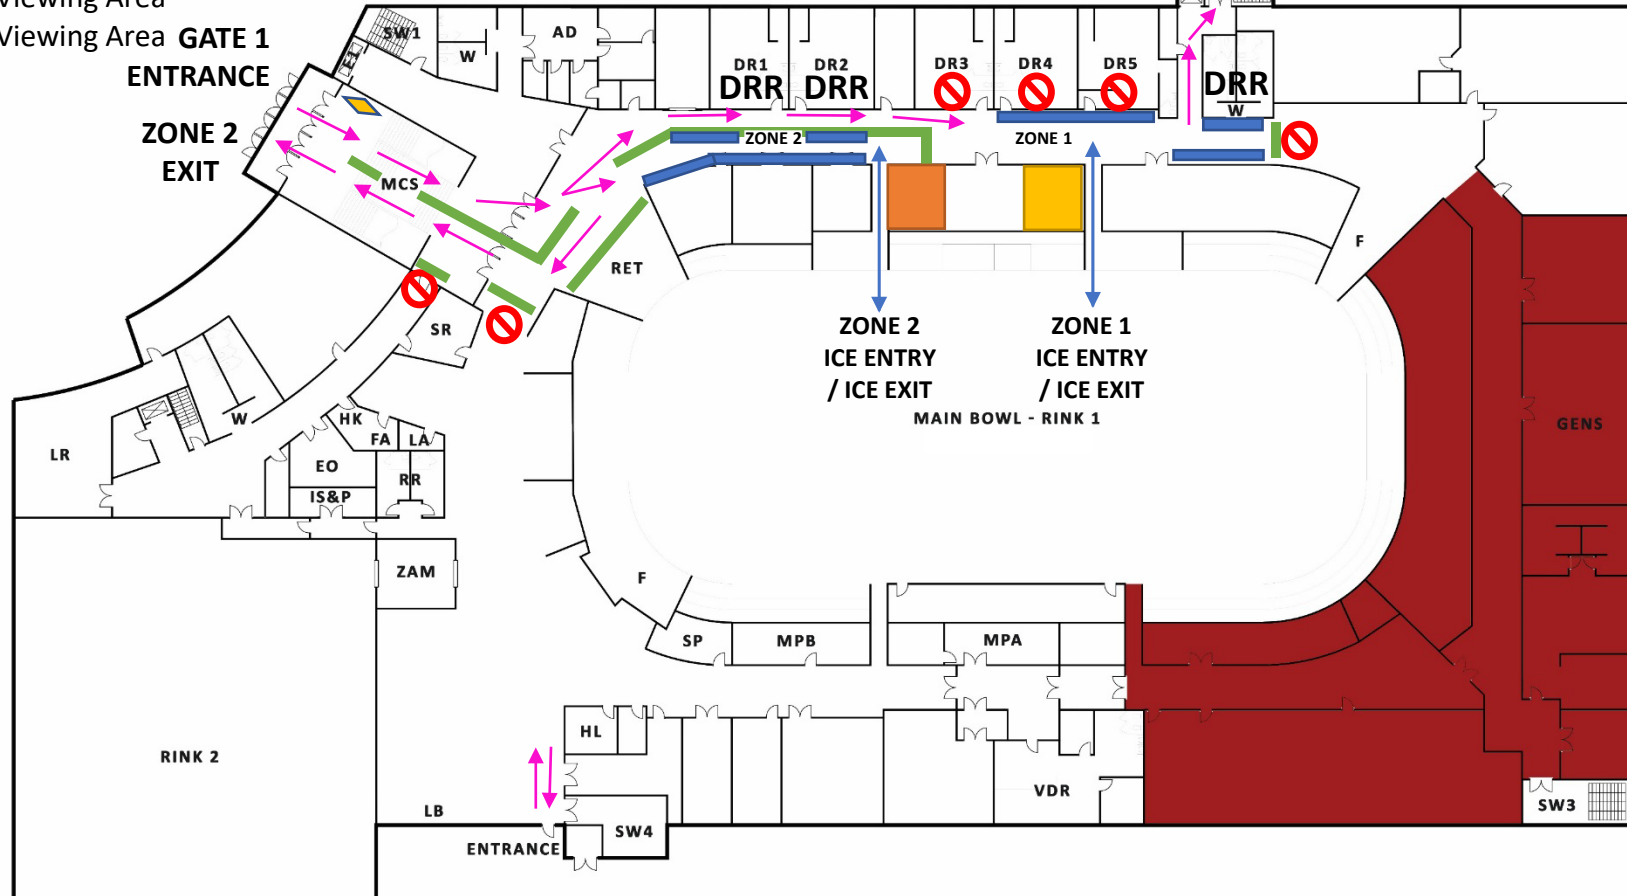 Viewing Area
Viewing Area
GATE 1
ENTRANCE
ZONE 2
EXIT
SW1
E1
W
AD
DR1
DRR
DR2
DRR
DR3
DR4
DR5
DRR
W
ZONE 2
ZONE 1
MCS
RET
F
SR
ZONE 2
ICE ENTRY
/ ICE EXIT
ZONE 1
ICE ENTRY
/ ICE EXIT
MAIN BOWL - RINK 1
GENS
W
HK
FA
LA
LR
EO
RR
IS&P
ZAM
F
SP
MPB
MPA
HL
RINK 2
VDR
LB
SW4
SW3
ENTRANCE